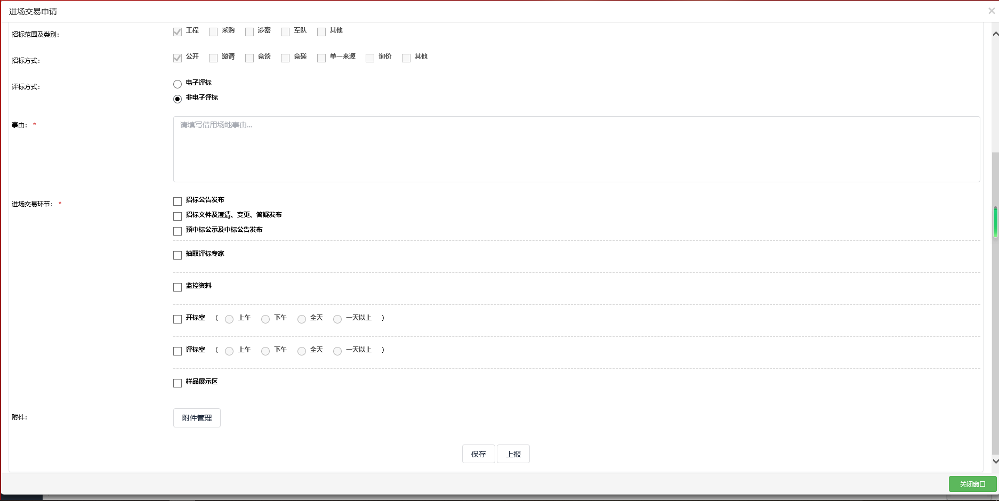 进场交易申请
招标范围及类别: 工程 采购 涉密 军队 其他
招标方式: 公开 邀请 竞谈 竞磋 单一来源 询价 其他
评标方式: 电子评标
非电子评标
事由: * 请填写借用场地事由...
进场交易环节: * 招标公告发布
招标文件及澄清、变更、答疑发布
预中标公示及中标公告发布
抽取评标专家
监控资料
开标室 ( 上午 下午 全天 一天以上 )
评标室 ( 上午 下午 全天 一天以上 )
样品展示区
附件: 附件管理
保存 上报
关闭窗口